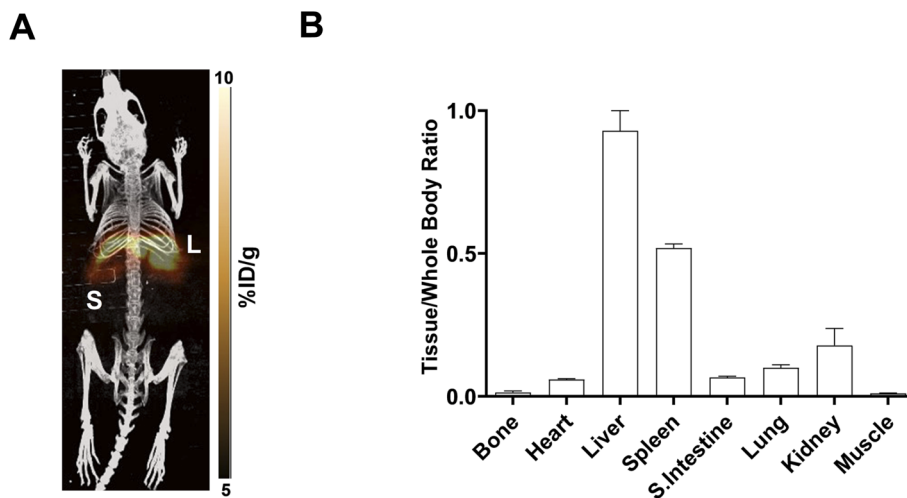 A
10
L
S
%ID/g
5
B
Tissue/Whole Body Ratio
1.0
0.5
0.0
Bone
Heart
Liver
Spleen
S.Intestine
Lung
Kidney
Muscle